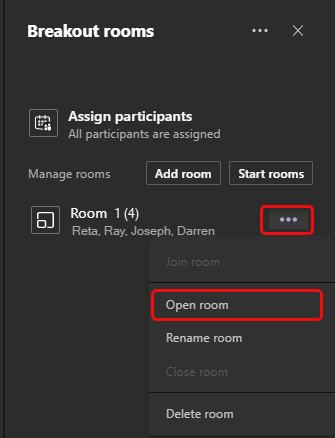 Breakout rooms
Assign participants
All participants are assigned
Manage rooms Add room Start rooms
Room 1 (4)
Reta, Ray, Joseph, Darren
Join room
Open room
Rename room
Close room
Delete room